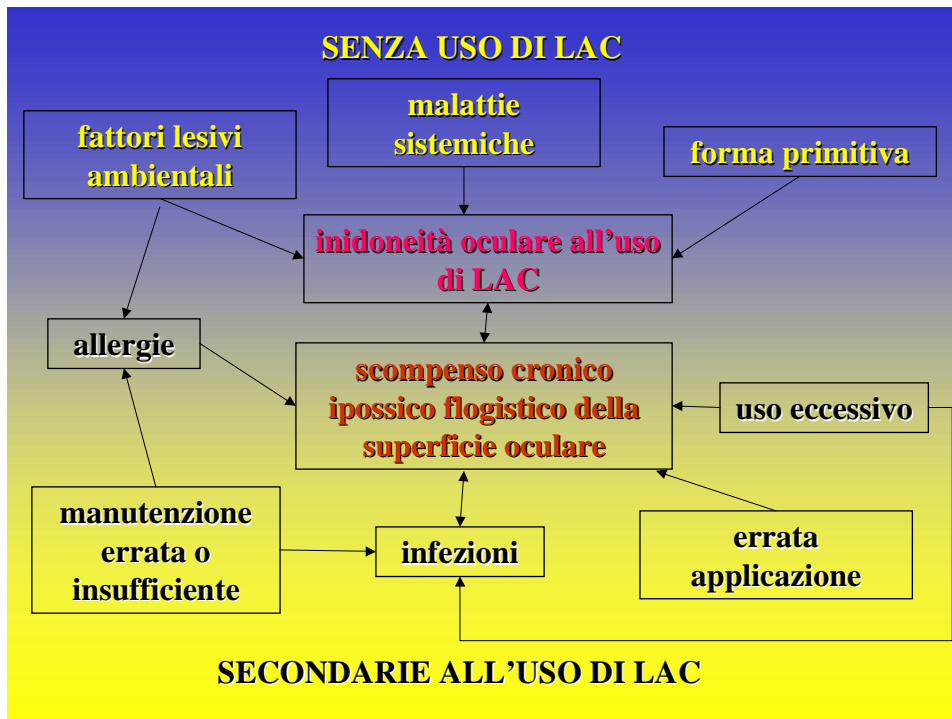 SENZA USO DI LAC
malattie
sistemiche
fattori lesivi
ambientali
forma primitiva
inidoneità oculare all'uso
di LAC
allergie
scompenso cronico
ipossico flogistico della
superficie oculare
uso eccessivo
manutenzione
errata o
insufficiente
infezioni
errata
applicazione
SECONDARIE ALL'USO DI LAC